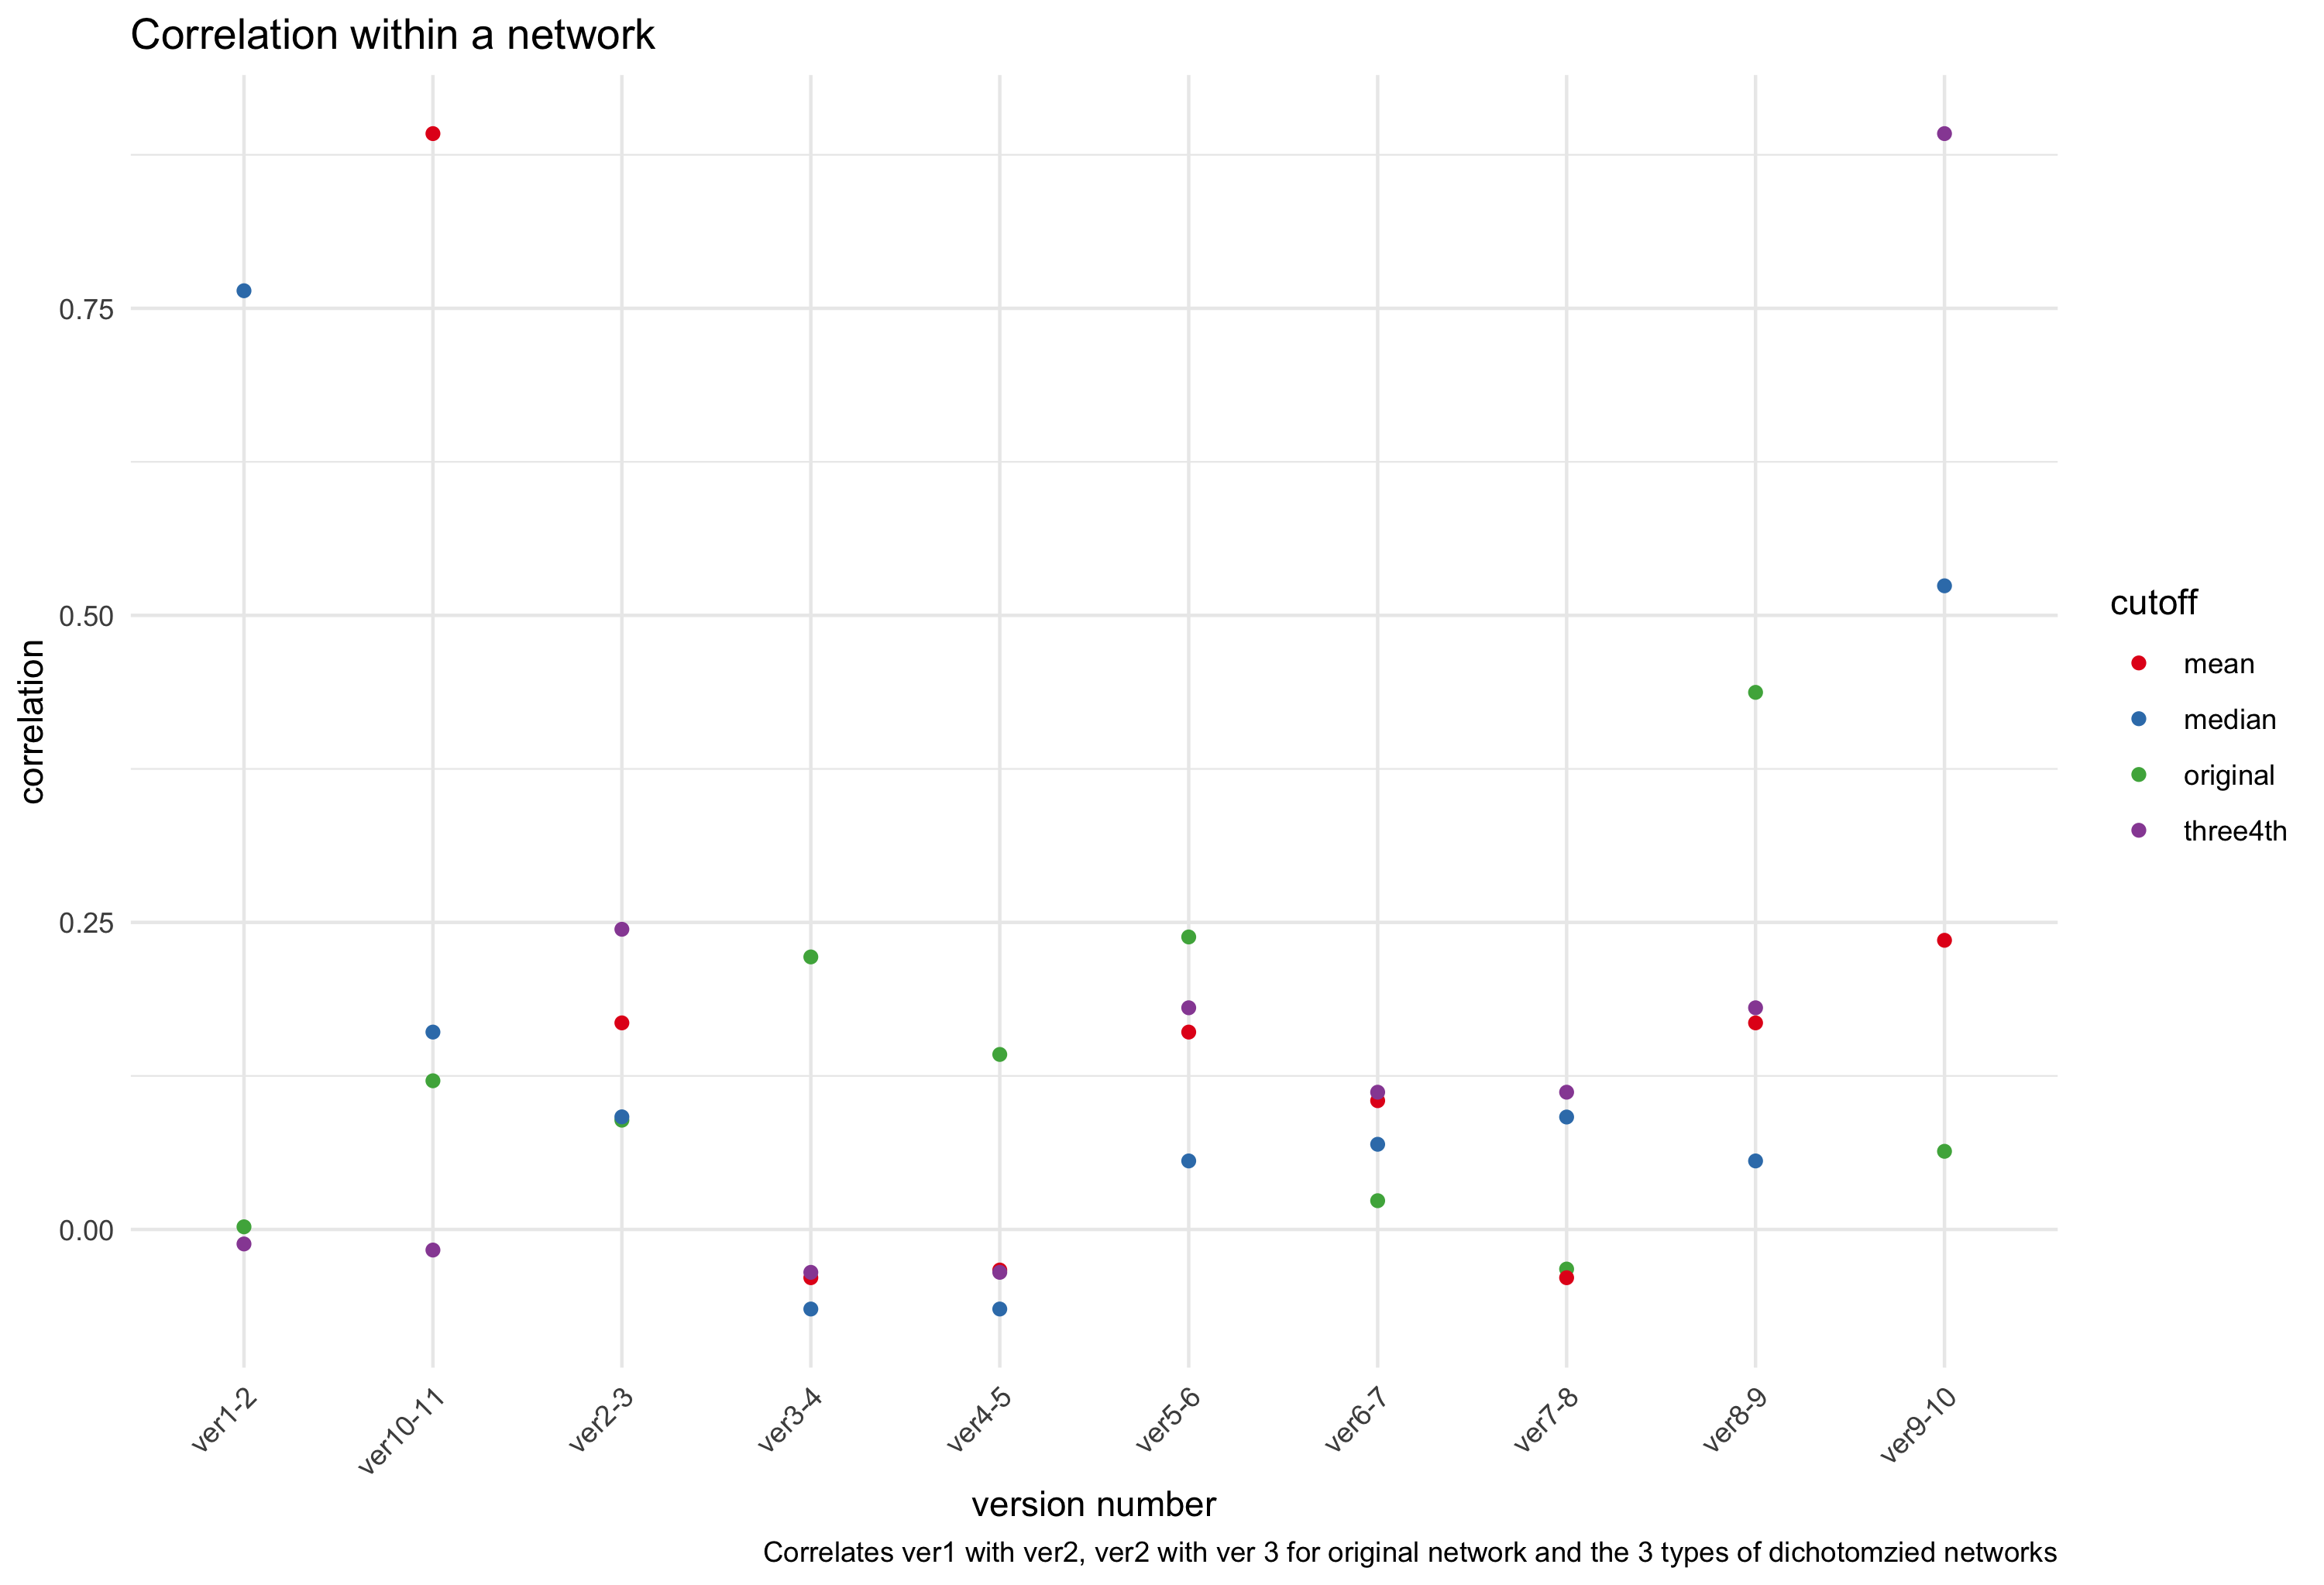 Correlation within a network
correlation
0.75
0.50
0.25
0.00
ver1-2
ver10-11
ver2-3
ver3-4
ver4-5
ver5-6
ver6-7
ver7-8
ver8-9
ver9-10
version number
Correlates ver1 with ver2, ver2 with ver 3 for original network and the 3 types of dichotomzied networks
cutoff
mean
median
original
three4th